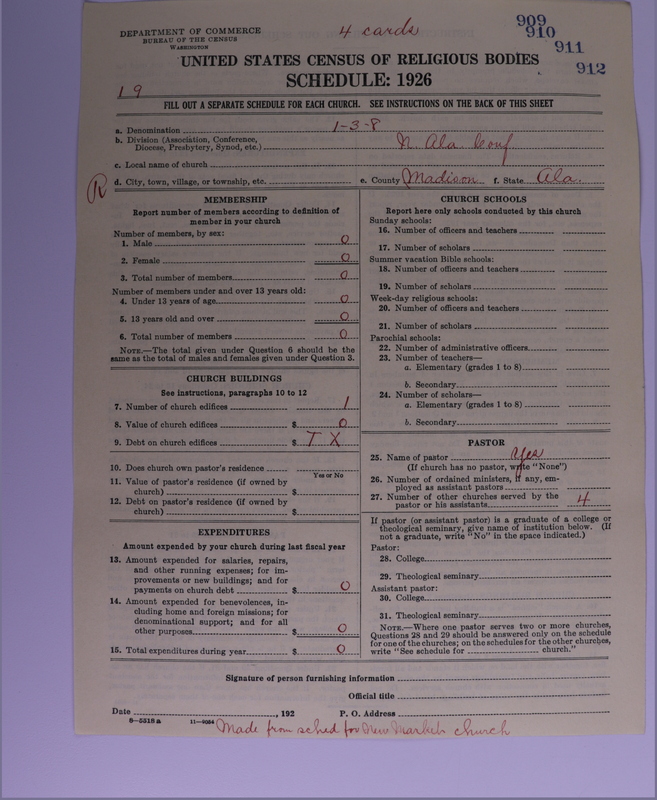 DEPARTMENT OF COMMERCE
BUREAU OF THE CENSUS
WASHINGTON
4 cards
909
910
911
912
UNITED STATES CENSUS OF RELIGIOUS BODIES
SCHEDULE: 1926
19
FILL OUT A SEPARATE SCHEDULE FOR EACH CHURCH. SEE INSTRUCTIONS ON THE BACK OF THIS SHEET
a. Denomination 1-3-8
b. Division (Association, Conference,
Diocese, Presbytery, Synod, etc.) N. Ala Conf
c. Local name of church
R
d. City, town, village, or township, etc. e. County Madison f. State Ala.
MEMBERSHIP
Report number of members according to definition of
member in your church
Number of members, by sex:
1. Male 0
2. Female 0
3. Total number of members 0
Number of members under and over 13 years old:
4. Under 13 years of age 0
5. 13 years old and over 0
6. Total number of members 0
NOTE.—The total given under Question 6 should be the
same as the total of males and females given under Question 3.
CHURCH BUILDINGS
See instructions, paragraphs 10 to 12
7. Number of church edifices 1
8. Value of church edifices $ 0
9. Debt on church edifices $ T X
10. Does church own pastor's residence
Yes or No
11. Value of pastor's residence (if owned by
church) $
12. Debt on pastor's residence (if owned by
church) $
EXPENDITURES
Amount expended by your church during last fiscal year
13. Amount expended for salaries, repairs,
and other running expenses; for im-
provements or new buildings; and for
payments on church debt $ 0
14. Amount expended for benevolences, in-
cluding home and foreign missions; for
denominational support; and for all
other purposes $ 0
15. Total expenditures during year $ 0
CHURCH SCHOOLS
Report here only schools conducted by this church
Sunday schools:
16. Number of officers and teachers
17. Number of scholars
Summer vacation Bible schools:
18. Number of officers and teachers
19. Number of scholars
Week-day religious schools:
20. Number of officers and teachers
21. Number of scholars
Parochial schools:
22. Number of administrative officers
23. Number of teachers—
a. Elementary (grades 1 to 8)
b. Secondary
24. Number of scholars—
a. Elementary (grades 1 to 8)
b. Secondary
PASTOR
25. Name of pastor Yes
(If church has no pastor, write "None")
26. Number of ordained ministers, if any, em-
ployed as assistant pastors
27. Number of other churches served by the
pastor or his assistants 4
If pastor (or assistant pastor) is a graduate of a college or
theological seminary, give name of institution below. (If
not a graduate, write "No" in the space indicated.)
Pastor:
28. College
29. Theological seminary
Assistant pastor:
30. College
31. Theological seminary
NOTE.—Where one pastor serves two or more churches,
Questions 28 and 29 should be answered only on the schedule
for one of the churches; on the schedules for the other churches,
write "See schedule for church."
Signature of person furnishing information
Official title
Date , 192 P. O. Address
8—5318 a 11—9054
Made from sched for New Market church